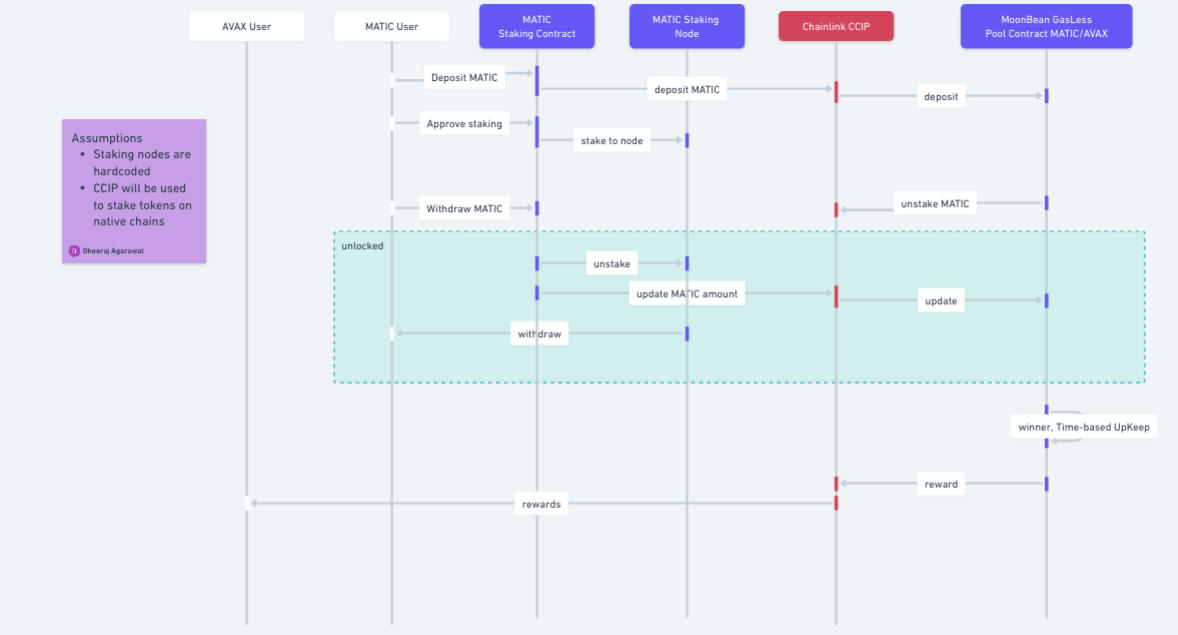 AVAX User
MATIC User
MATIC
Staking Contract
MATIC Staking
Node
Chainlink CCIP
MoonBean GasLess
Pool Contract MATIC/AVAX
Deposit MATIC
deposit MATIC
deposit
Approve staking
stake to node
Assumptions
• Staking nodes are
hardcoded
• CCIP will be used
to stake tokens on
native chains
D Dheeraj Agarawal
Withdraw MATIC
unstake MATIC
unlocked
unstake
update MATIC amount
update
withdraw
winner, Time-based UpKeep
reward
rewards